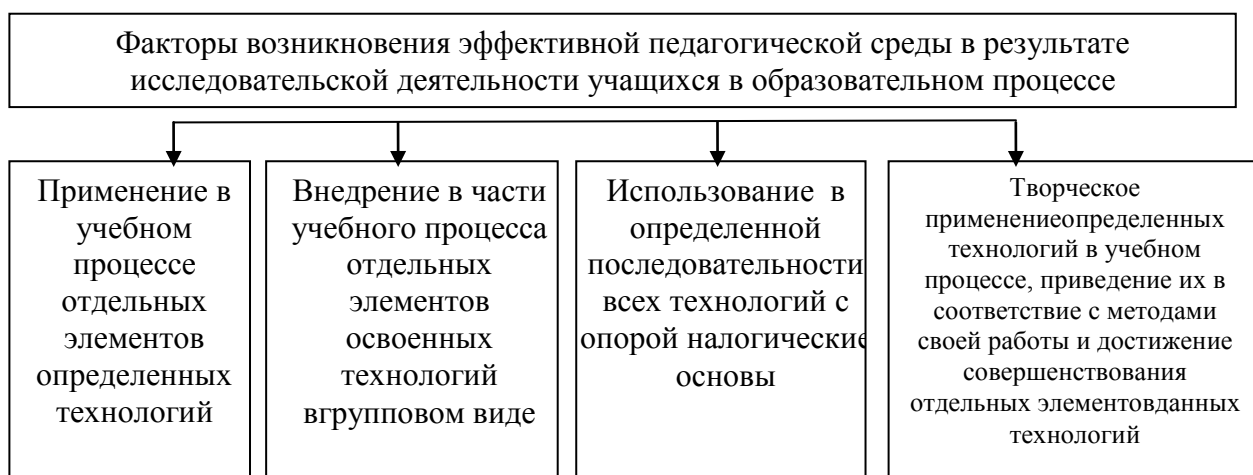 Факторы возникновения эффективной педагогической среды в результате
исследовательской деятельности учащихся в образовательном процессе
Применение в
учебном
процессе
отдельных
элементов
определенных
технологий
Внедрение в части
учебного процесса
отдельных
элементов
освоенных
технологий
вгрупповом виде
Использование в
определенной
последовательности
всех технологий с
опорой налогические
основы
Творческое
применениеопределенных
технологий в учебном
процессе, приведение их в
соответствие с методами
своей работы и достижение
совершенствования
отдельных элементовданных
технологий